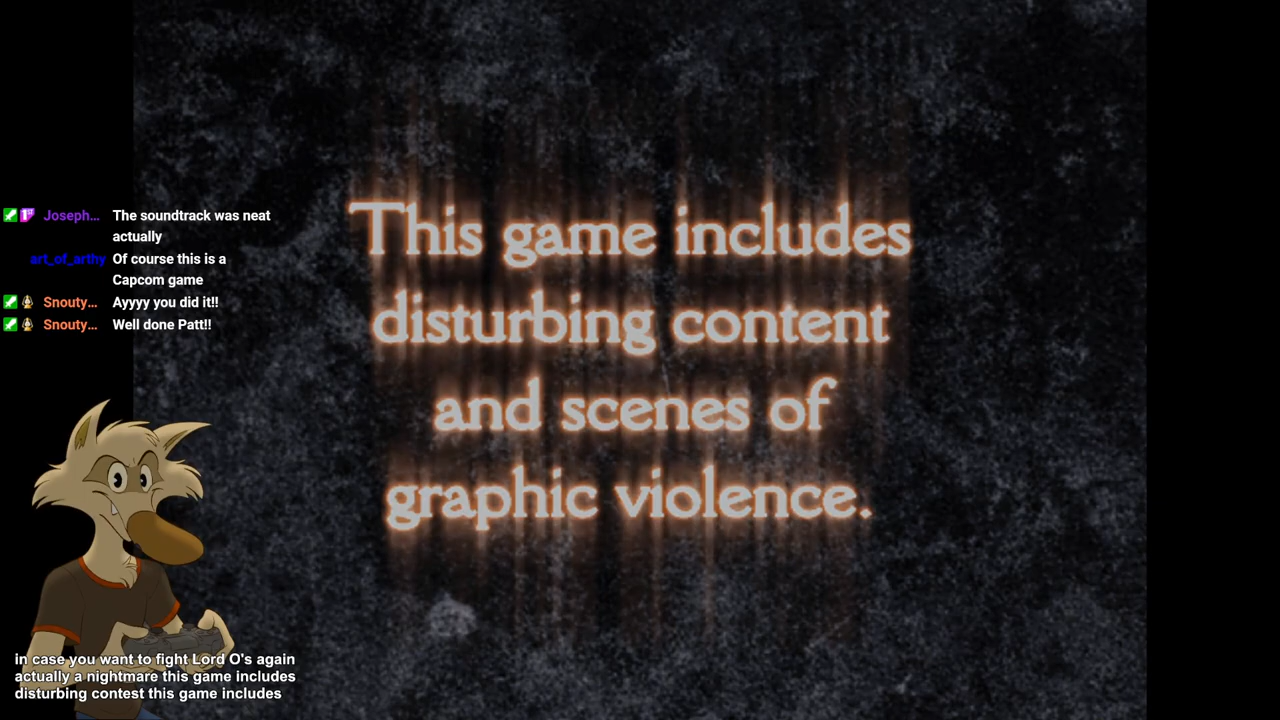 This game includes
disturbing content
and scenes of
graphic violence.
Joseph... The soundtrack was neat
actually
art_of_arthy Of course this is a
Capcom game
Snouty... Ayyyy you did it!!
Snouty... Well done Patt!!
in case you want to fight Lord O's again
actually a nightmare this game includes
disturbing contest this game includes